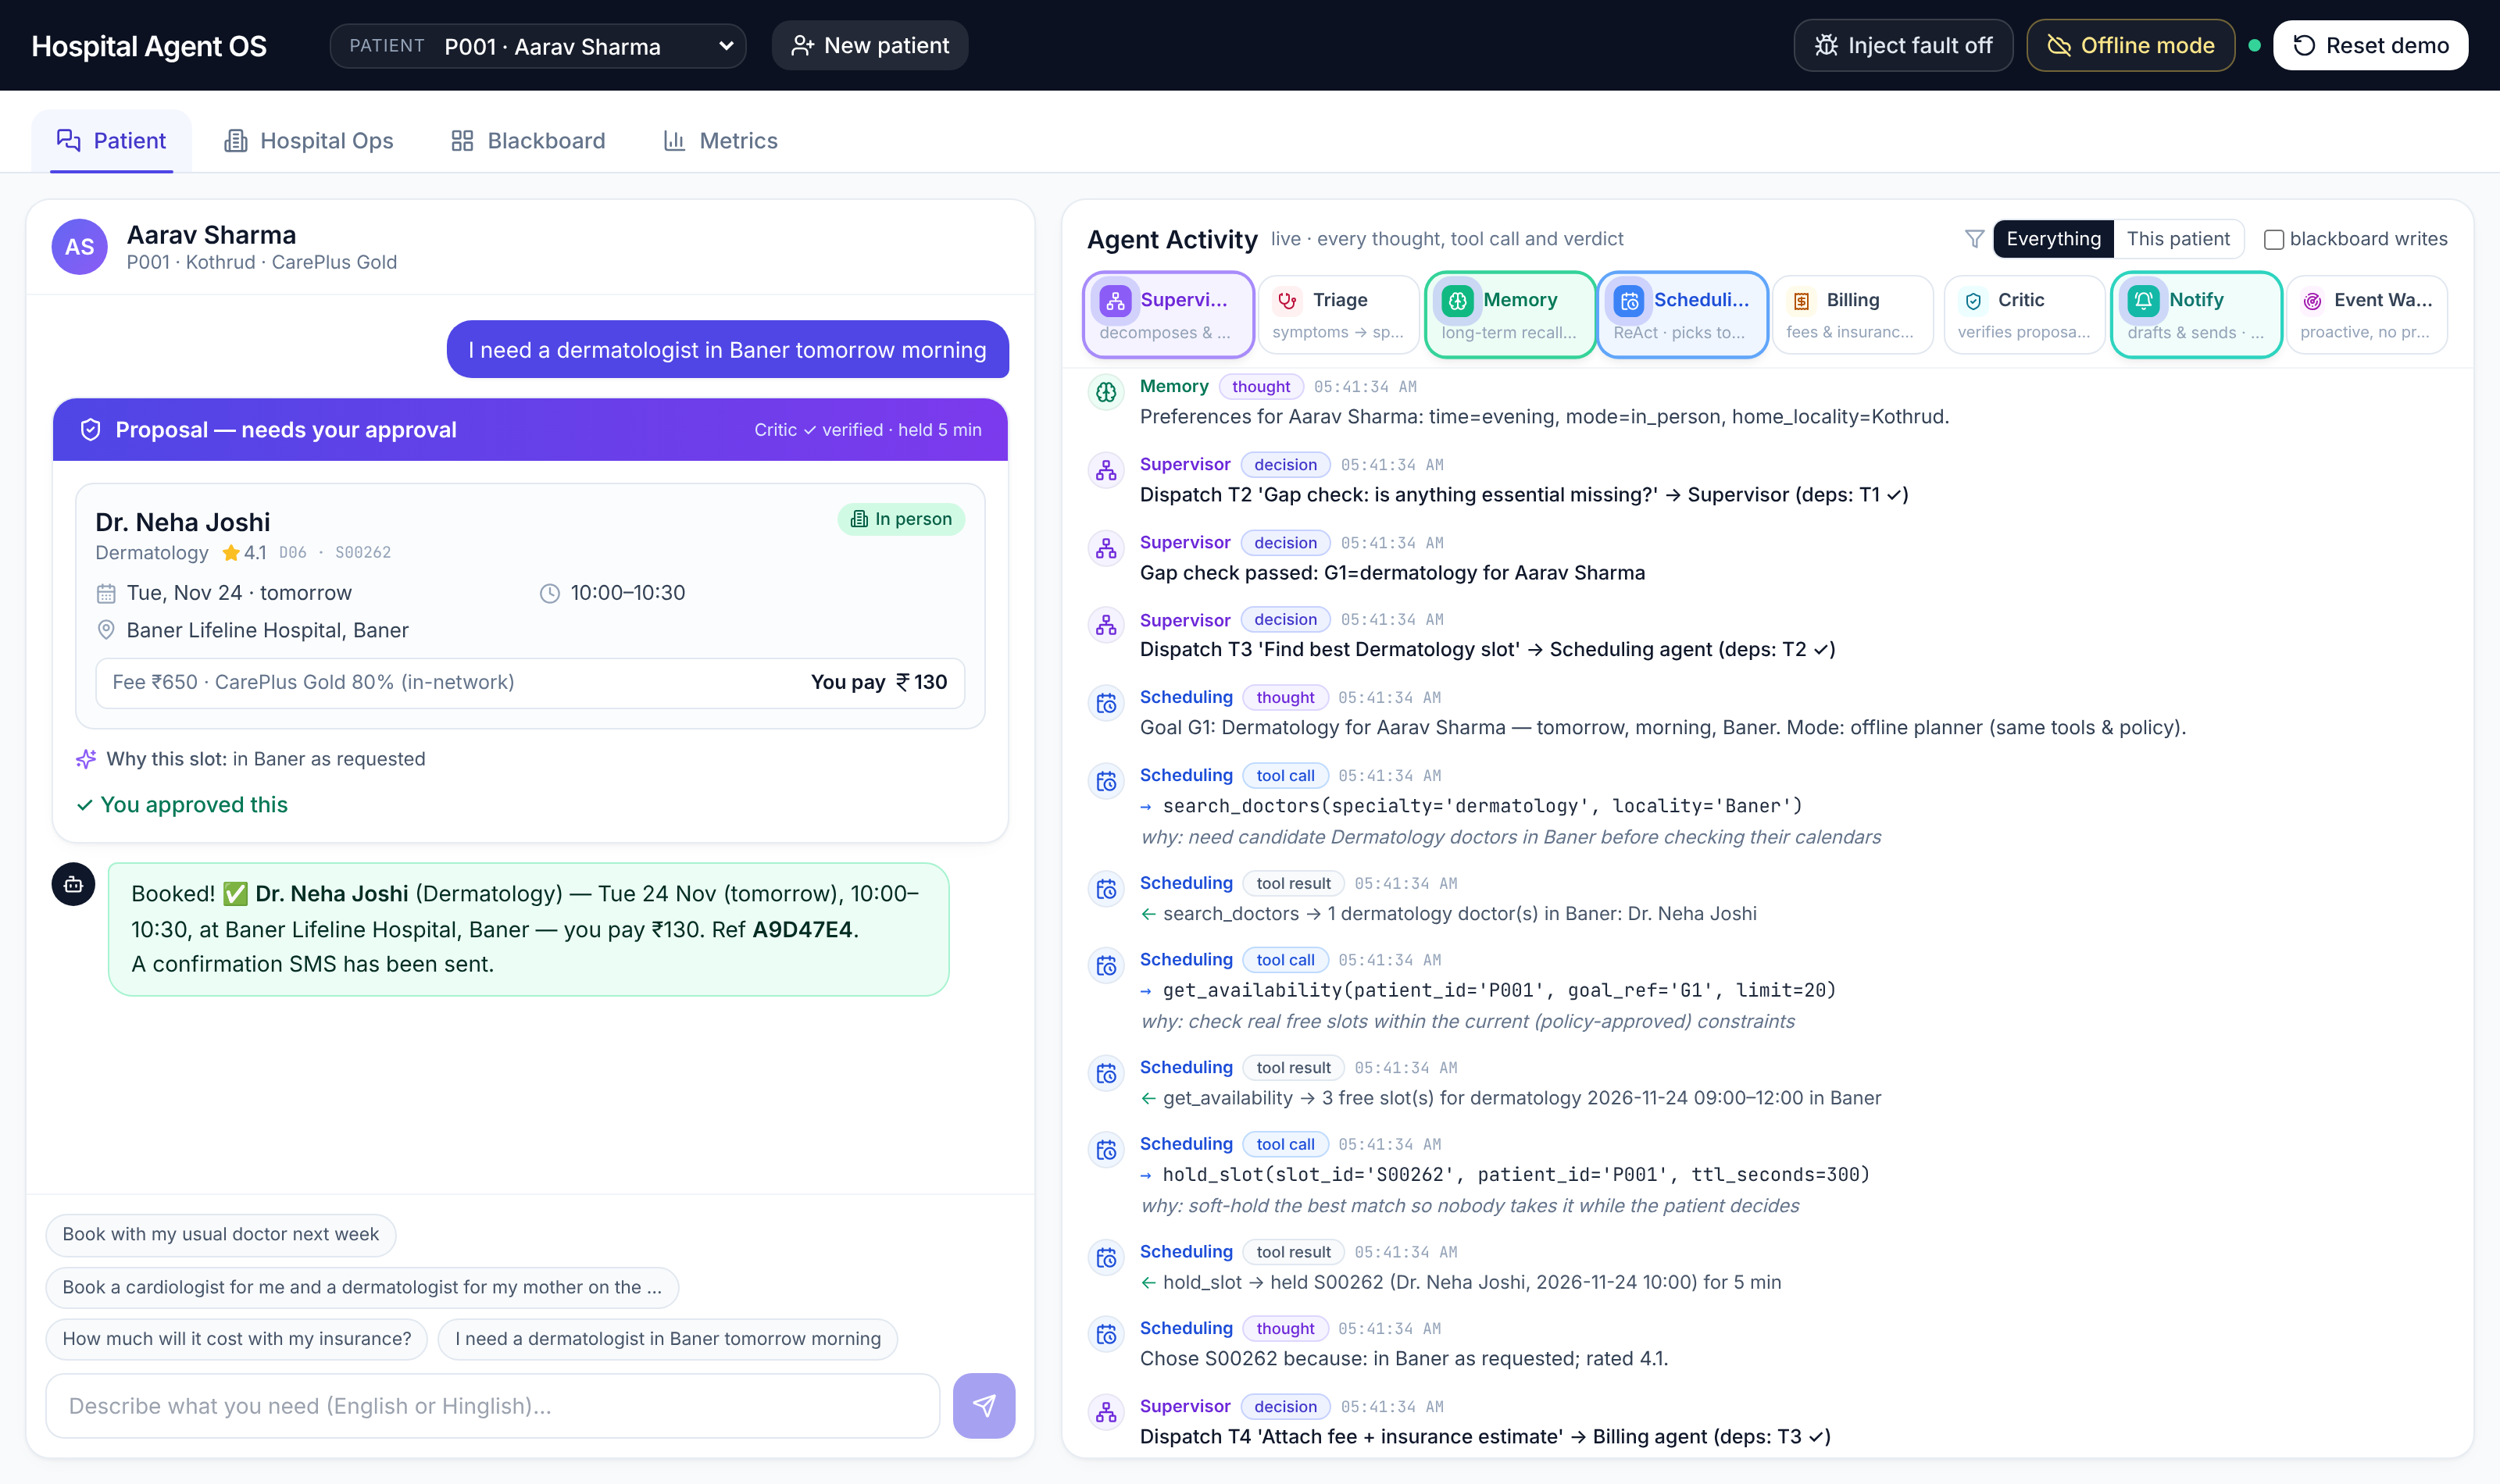 Hospital Agent OS
PATIENT P001 · Aarav Sharma
New patient
Inject fault off
Offline mode
Reset demo
Patient
Hospital Ops
Blackboard
Metrics
AS
Aarav Sharma
P001 · Kothrud · CarePlus Gold
I need a dermatologist in Baner tomorrow morning
Proposal — needs your approval
Critic ✓ verified · held 5 min
Dr. Neha Joshi
In person
Dermatology ⭐ 4.1 D06 · S00262
Tue, Nov 24 · tomorrow
10:00–10:30
Baner Lifeline Hospital, Baner
Fee ₹650 · CarePlus Gold 80% (in-network)
You pay ₹130
Why this slot: in Baner as requested
✓ You approved this
Booked! ✅ Dr. Neha Joshi (Dermatology) — Tue 24 Nov (tomorrow), 10:00–
10:30, at Baner Lifeline Hospital, Baner — you pay ₹130. Ref A9D47E4.
A confirmation SMS has been sent.
Book with my usual doctor next week
Book a cardiologist for me and a dermatologist for my mother on the ...
How much will it cost with my insurance?
I need a dermatologist in Baner tomorrow morning
Describe what you need (English or Hinglish)...
Agent Activity live · every thought, tool call and verdict
Everything
This patient
blackboard writes
Supervi...
decomposes & ...
Triage
symptoms → sp...
Memory
long-term recall...
Scheduli...
ReAct · picks to...
Billing
fees & insuranc...
Critic
verifies proposa...
Notify
drafts & sends · ...
Event Wa...
proactive, no pr...
Memory thought 05:41:34 AM
Preferences for Aarav Sharma: time=evening, mode=in_person, home_locality=Kothrud.
Supervisor decision 05:41:34 AM
Dispatch T2 'Gap check: is anything essential missing?' → Supervisor (deps: T1 ✓)
Supervisor decision 05:41:34 AM
Gap check passed: G1=dermatology for Aarav Sharma
Supervisor decision 05:41:34 AM
Dispatch T3 'Find best Dermatology slot' → Scheduling agent (deps: T2 ✓)
Scheduling thought 05:41:34 AM
Goal G1: Dermatology for Aarav Sharma — tomorrow, morning, Baner. Mode: offline planner (same tools & policy).
Scheduling tool call 05:41:34 AM
→ search_doctors(specialty='dermatology', locality='Baner')
why: need candidate Dermatology doctors in Baner before checking their calendars
Scheduling tool result 05:41:34 AM
← search_doctors → 1 dermatology doctor(s) in Baner: Dr. Neha Joshi
Scheduling tool call 05:41:34 AM
→ get_availability(patient_id='P001', goal_ref='G1', limit=20)
why: check real free slots within the current (policy-approved) constraints
Scheduling tool result 05:41:34 AM
← get_availability → 3 free slot(s) for dermatology 2026-11-24 09:00–12:00 in Baner
Scheduling tool call 05:41:34 AM
→ hold_slot(slot_id='S00262', patient_id='P001', ttl_seconds=300)
why: soft-hold the best match so nobody takes it while the patient decides
Scheduling tool result 05:41:34 AM
← hold_slot → held S00262 (Dr. Neha Joshi, 2026-11-24 10:00) for 5 min
Scheduling thought 05:41:34 AM
Chose S00262 because: in Baner as requested; rated 4.1.
Supervisor decision 05:41:34 AM
Dispatch T4 'Attach fee + insurance estimate' → Billing agent (deps: T3 ✓)